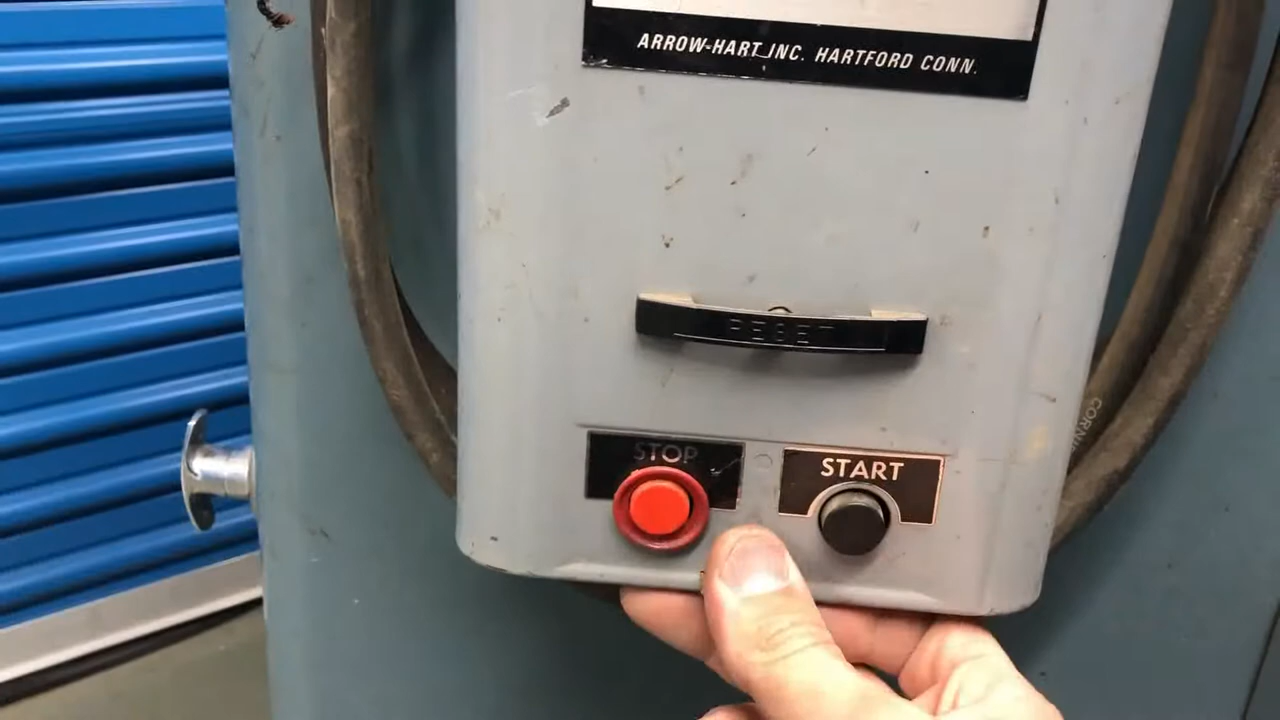 ARROW-HART INC. HARTFORD CONN.
RESET
STOP
START